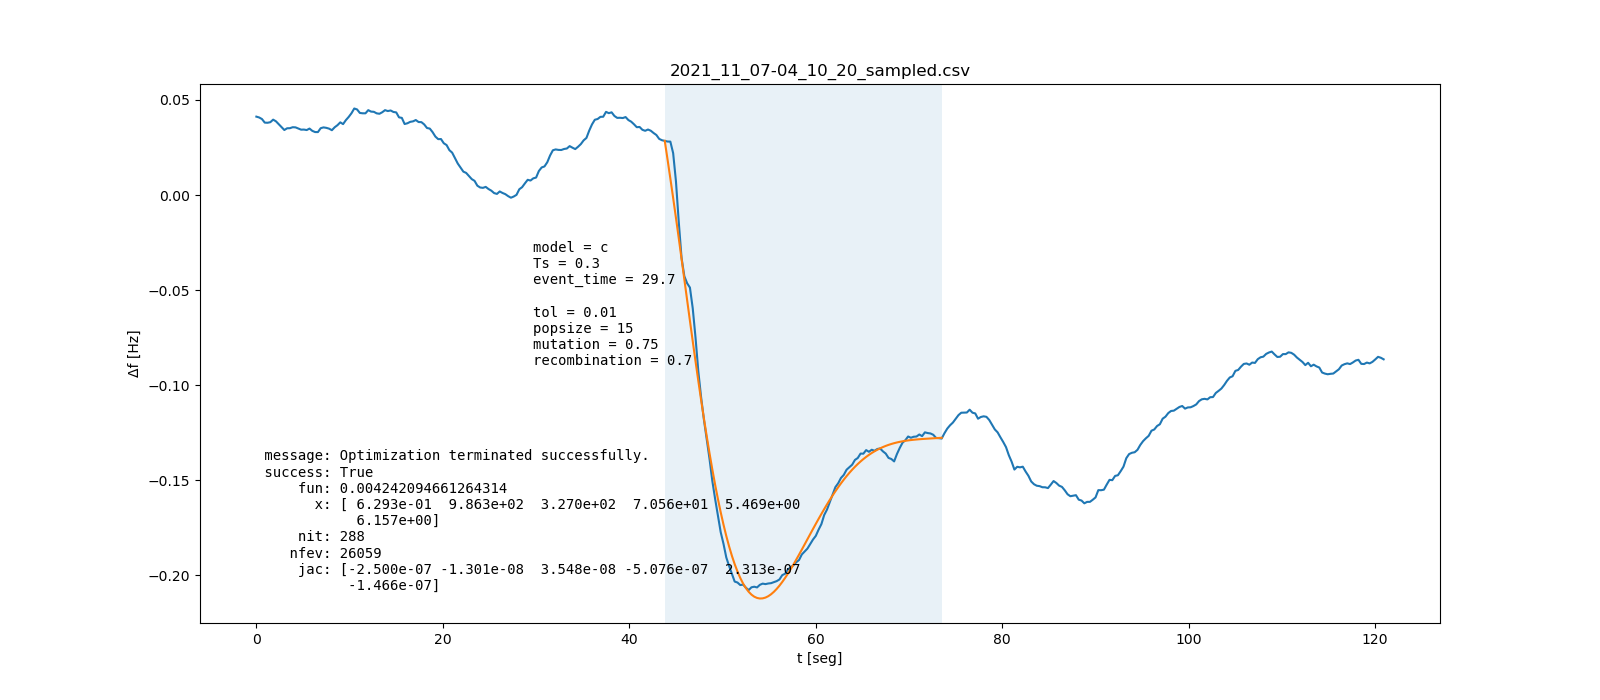 2021_11_07-04_10_20_sampled.csv
0.05
0.00
−0.05
−0.10
−0.15
−0.20
Δf [Hz]
model = c
Ts = 0.3
event_time = 29.7
tol = 0.01
popsize = 15
mutation = 0.75
recombination = 0.7
message: Optimization terminated successfully.
success: True
fun: 0.004242094661264314
x: [ 6.293e-01 9.863e+02 3.270e+02 7.056e+01 5.469e+00
6.157e+00]
nit: 288
nfev: 26059
jac: [-2.500e-07 -1.301e-08 3.548e-08 -5.076e-07 2.313e-07
-1.466e-07]
0 20 40 60 80 100 120
t [seg]